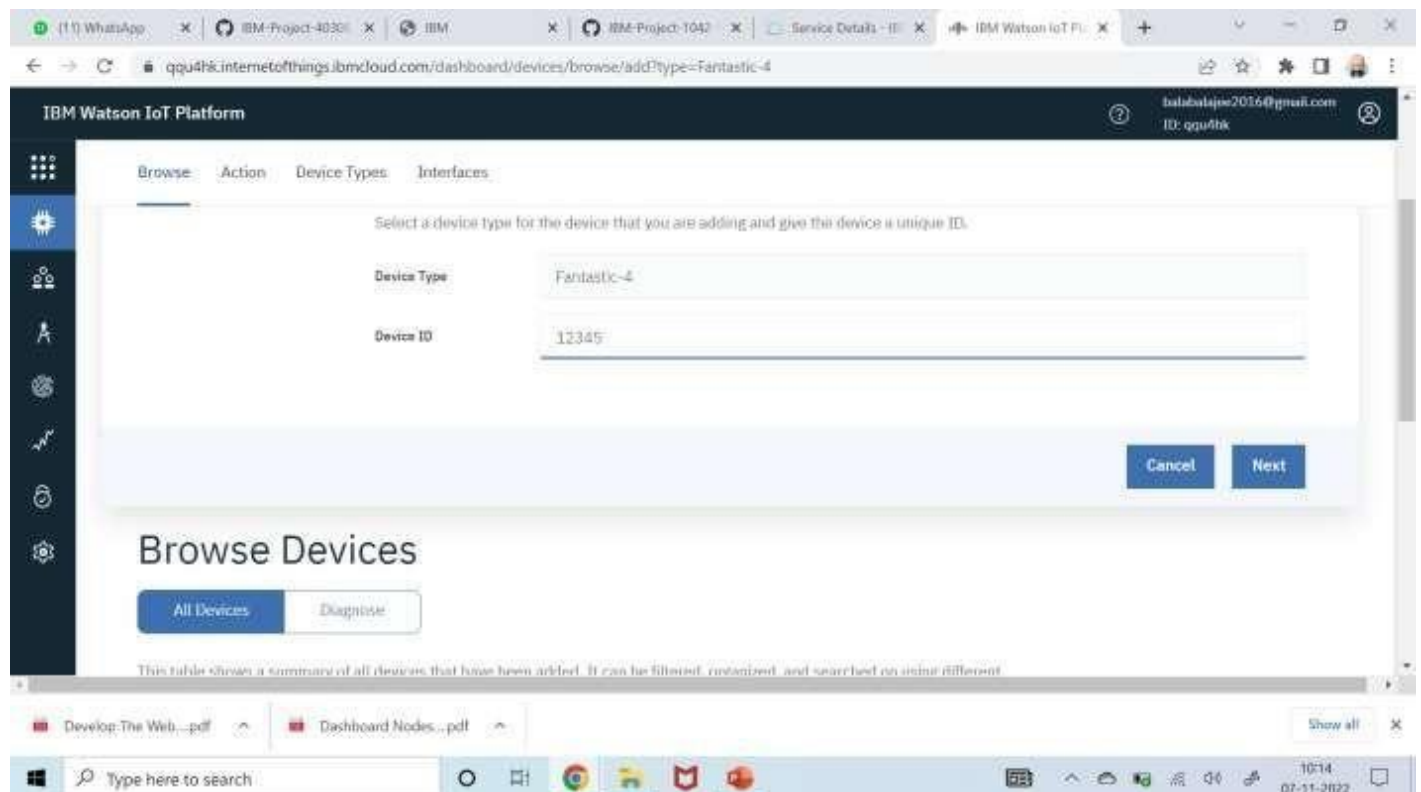 (11) WhatsApp
IBM-Project-4030
IBM
IBM-Project-1042
Service Details - IB
IBM Watson IoT Pl
qqu4hk.internetofthings.ibmcloud.com/dashboard/devices/browse/add?type=Fantastic-4
IBM Watson IoT Platform
balabalajee2016@gmail.com
ID: qqu4hk
Browse Action Device Types Interfaces
Select a device type for the device that you are adding and give the device a unique ID.
Device Type Fantastic-4
Device ID 12345
Cancel Next
Browse Devices
All Devices Diagnose
This table shows a summary of all devices that have been added. It can be filtered, organized, and searched on using different
Develop The Web....pdf
Dashboard Nodes...pdf
Show all
Type here to search
10:14
07-11-2022